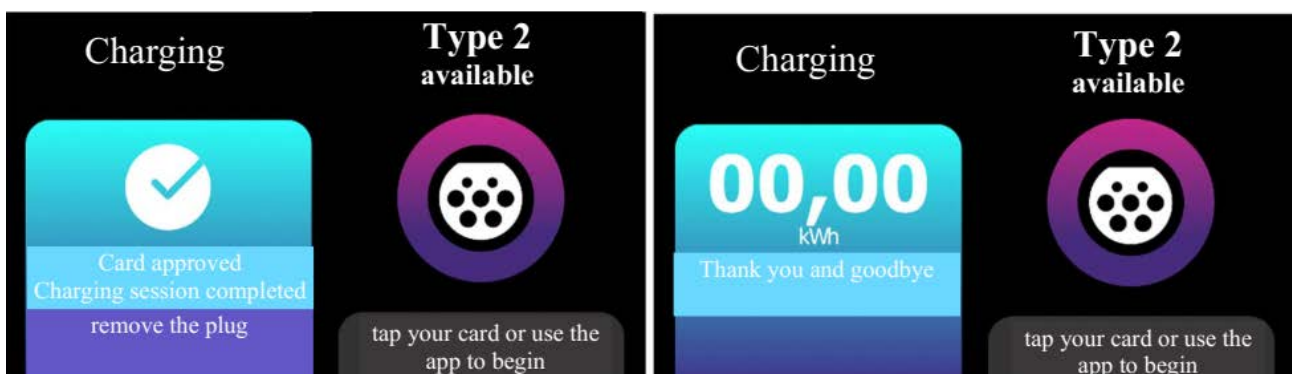 Charging
Type 2
available
Card approved
Charging session completed
remove the plug
tap your card or use the
app to begin
Charging
Type 2
available
00,00
kWh
Thank you and goodbye
tap your card or use the
app to begin